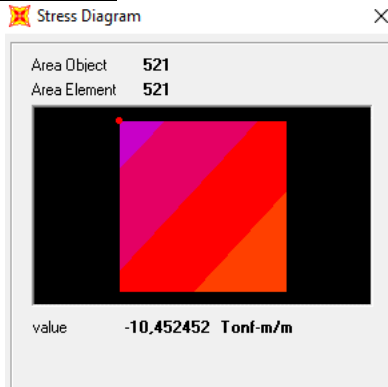 Stress Diagram
Area Object 521
Area Element 521
value -10,452452 Tonf-m/m